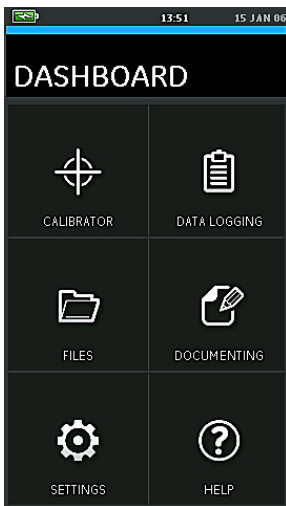 13:51 15 JAN 06
DASHBOARD
CALIBRATOR DATA LOGGING
FILES DOCUMENTING
SETTINGS HELP